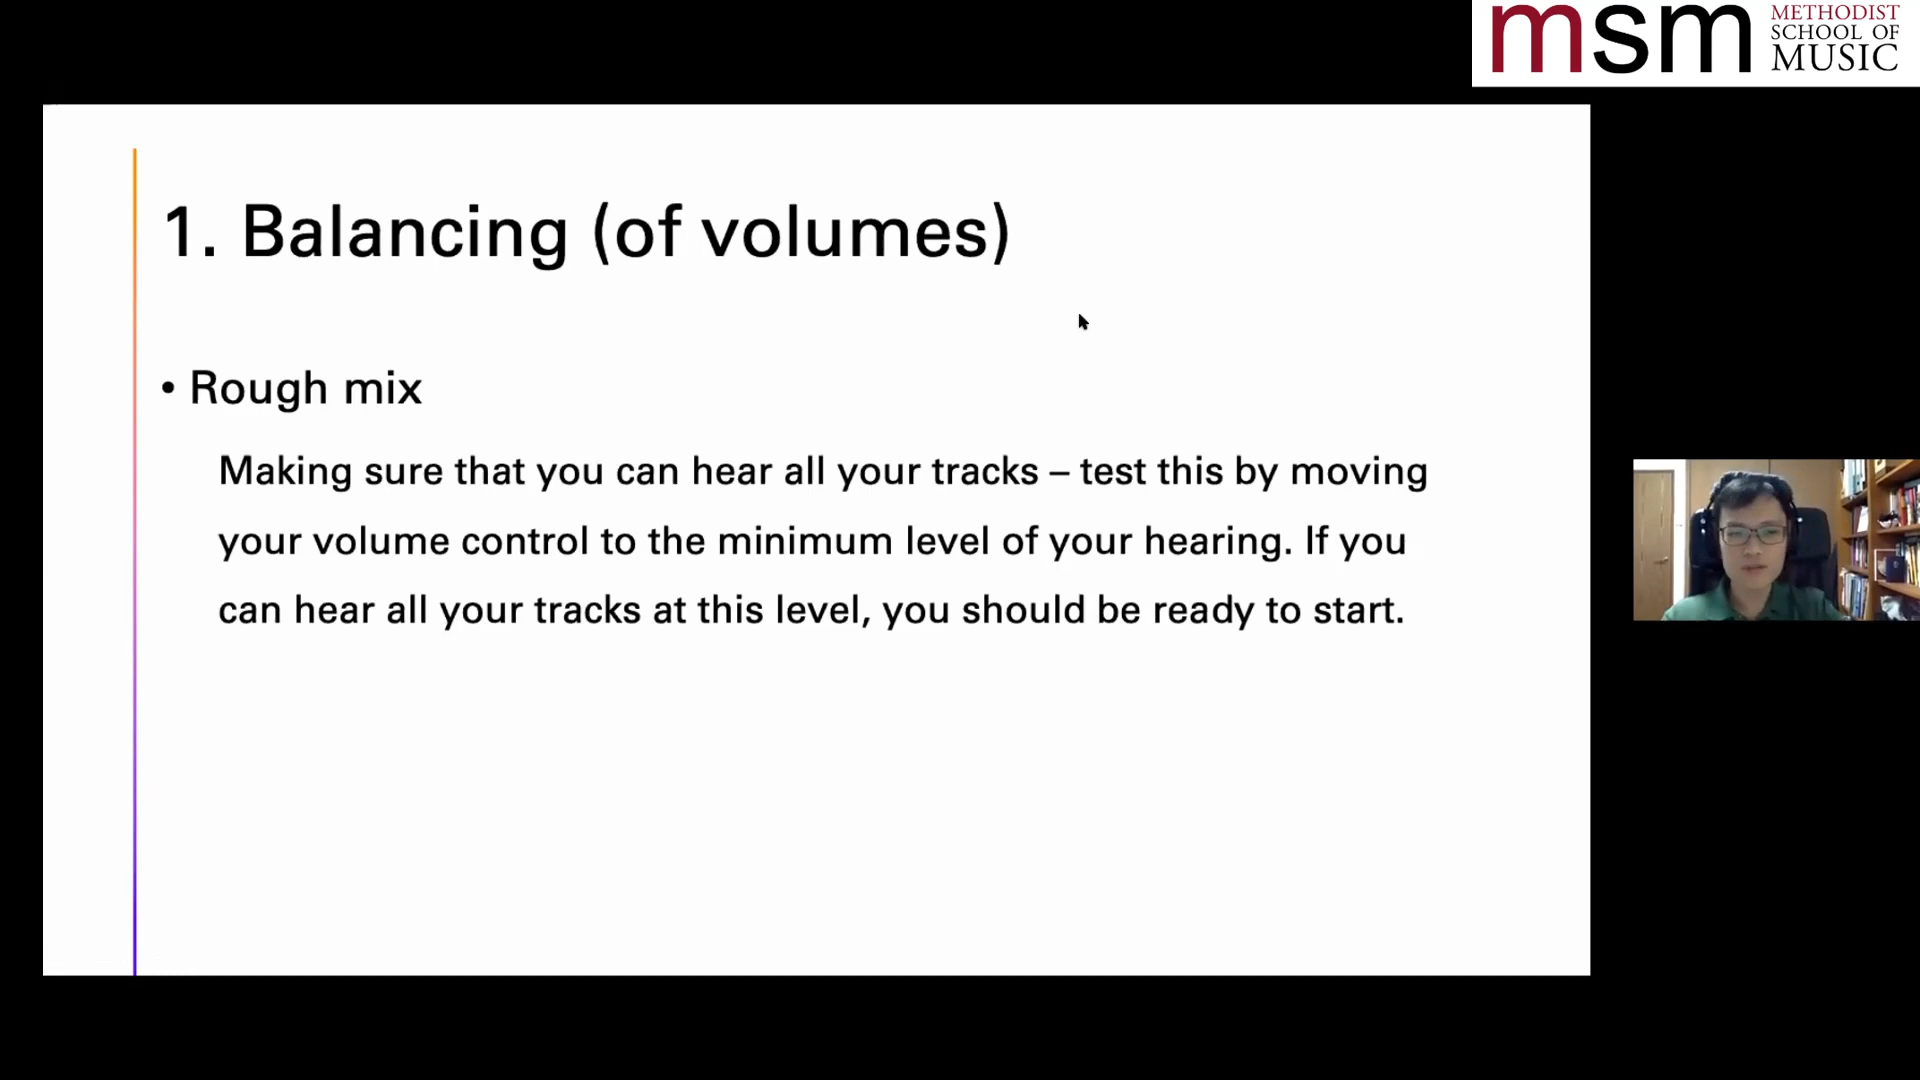 msm METHODIST
SCHOOL OF
MUSIC
1. Balancing (of volumes)
• Rough mix
Making sure that you can hear all your tracks – test this by moving
your volume control to the minimum level of your hearing. If you
can hear all your tracks at this level, you should be ready to start.